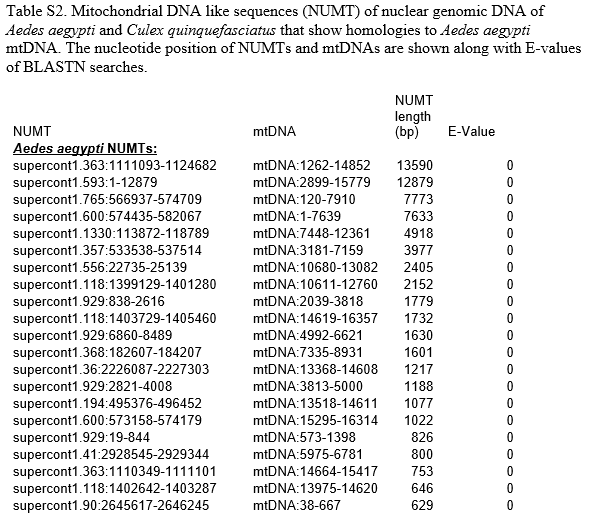 Table S2. Mitochondrial DNA like sequences (NUMT) of nuclear genomic DNA of
Aedes aegypti and Culex quinquefasciatus that show homologies to Aedes aegypti
mtDNA. The nucleotide position of NUMTs and mtDNAs are shown along with E-values
of BLASTN searches.
NUMT
length
NUMT mtDNA (bp) E-Value
Aedes aegypti NUMTs:
supercont1.363:1111093-1124682 mtDNA:1262-14852 13590 0
supercont1.593:1-12879 mtDNA:2899-15779 12879 0
supercont1.765:566937-574709 mtDNA:120-7910 7773 0
supercont1.600:574435-582067 mtDNA:1-7639 7633 0
supercont1.1330:113872-118789 mtDNA:7448-12361 4918 0
supercont1.357:533538-537514 mtDNA:3181-7159 3977 0
supercont1.556:22735-25139 mtDNA:10680-13082 2405 0
supercont1.118:1399129-1401280 mtDNA:10611-12760 2152 0
supercont1.929:838-2616 mtDNA:2039-3818 1779 0
supercont1.118:1403729-1405460 mtDNA:14619-16357 1732 0
supercont1.929:6860-8489 mtDNA:4992-6621 1630 0
supercont1.368:182607-184207 mtDNA:7335-8931 1601 0
supercont1.36:2226087-2227303 mtDNA:13368-14608 1217 0
supercont1.929:2821-4008 mtDNA:3813-5000 1188 0
supercont1.194:495376-496452 mtDNA:13518-14611 1077 0
supercont1.600:573158-574179 mtDNA:15295-16314 1022 0
supercont1.929:19-844 mtDNA:573-1398 826 0
supercont1.41:2928545-2929344 mtDNA:5975-6781 800 0
supercont1.363:1110349-1111101 mtDNA:14664-15417 753 0
supercont1.118:1402642-1403287 mtDNA:13975-14620 646 0
supercont1.90:2645617-2646245 mtDNA:38-667 629 0